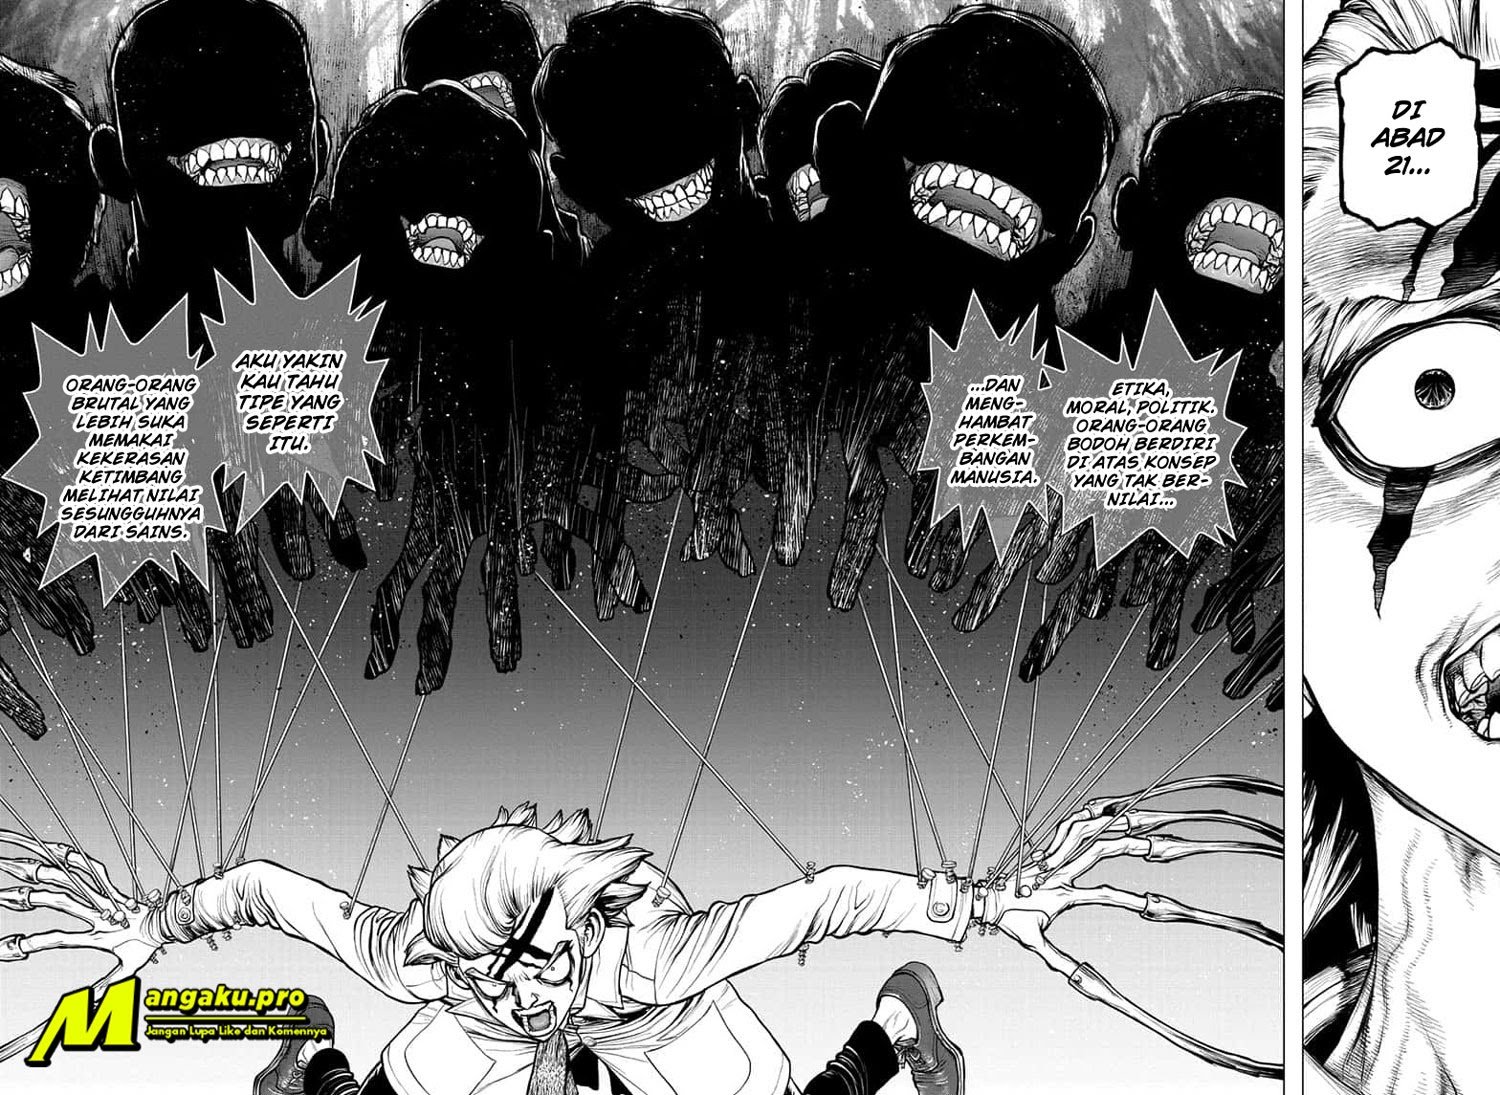 DI
ABAD
21...
ETIKA,
MORAL, POLITIK.
ORANG-ORANG
BODOH BERDIRI
DI ATAS KONSEP
YANG TAK BER-
NILAI...
...DAN
MENG-
HAMBAT
PERKEM-
BANGAN
MANUSIA.
AKU YAKIN
KAU TAHU
TIPE YANG
SEPERTI
ITU.
ORANG-ORANG
BRUTAL YANG
LEBIH SUKA
MEMAKAI
KEKERASAN
KETIMBANG
MELIHAT NILAI
SESUNGGUHNYA
DARI SAINS.
Mangaku.pro
Jangan Lupa Like dan Komennya